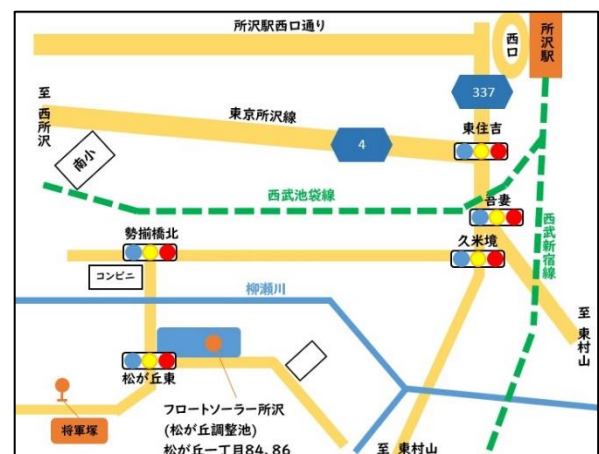 所沢駅西口通り
西口
所沢駅
337
至 西所沢
東京所沢線
4
東住吉
南小
西武池袋線
吾妻
勢揃橋北
久米境
西武新宿線
コンビニ
柳瀬川
至 東村山
松が丘東
フロートソーラー所沢
(松が丘調整池)
松が丘一丁目84、86
将軍塚
至 東村山